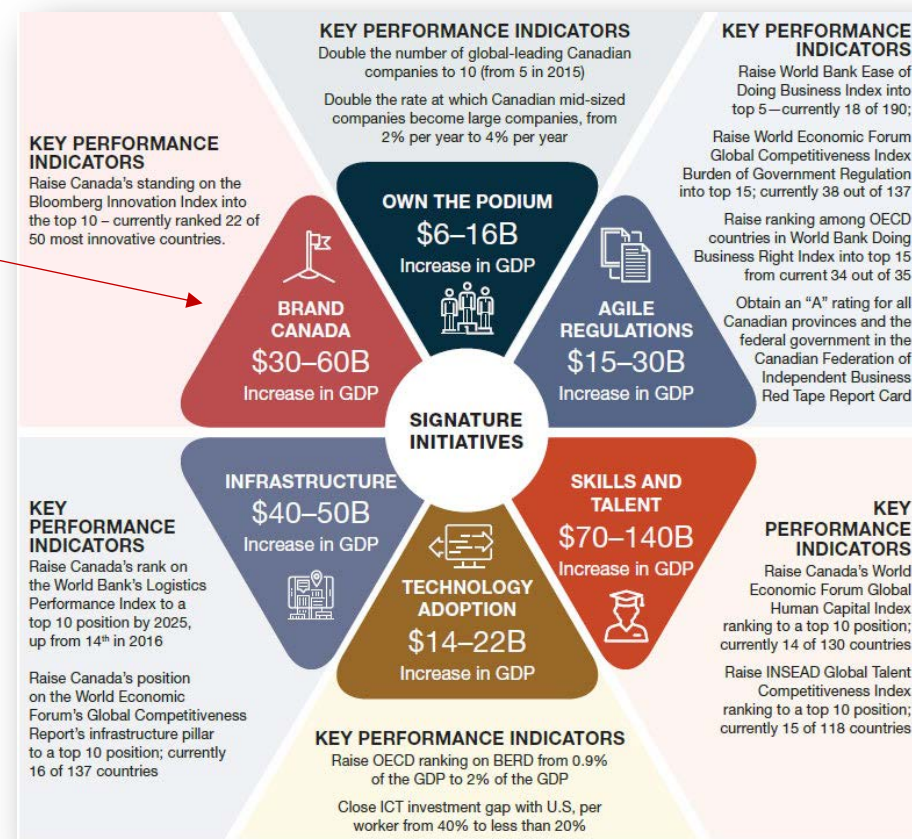 KEY PERFORMANCE INDICATORS
Double the number of global-leading Canadian
companies to 10 (from 5 in 2015)
Double the rate at which Canadian mid-sized
companies become large companies, from
2% per year to 4% per year
KEY PERFORMANCE
INDICATORS
Raise World Bank Ease of
Doing Business Index into
top 5—currently 18 of 190;
Raise World Economic Forum
Global Competitiveness Index
Burden of Government Regulation
into top 15; currently 38 out of 137
Raise ranking among OECD
countries in World Bank Doing
Business Right Index into top 15
from current 34 out of 35
Obtain an “A” rating for all
Canadian provinces and the
federal government in the
Canadian Federation of
Independent Business
Red Tape Report Card
KEY PERFORMANCE
INDICATORS
Raise Canada’s standing on the
Bloomberg Innovation Index into
the top 10 – currently ranked 22 of
50 most innovative countries.
OWN THE PODIUM
$6–16B
Increase in GDP
BRAND
CANADA
$30–60B
Increase in GDP
AGILE
REGULATIONS
$15–30B
Increase in GDP
SIGNATURE
INITIATIVES
INFRASTRUCTURE
$40–50B
Increase in GDP
SKILLS AND
TALENT
$70–140B
Increase in GDP
TECHNOLOGY
ADOPTION
$14–22B
Increase in GDP
KEY
PERFORMANCE
INDICATORS
Raise Canada’s rank on
the World Bank’s Logistics
Performance Index to a
top 10 position by 2025,
up from 14th in 2016
Raise Canada’s position
on the World Economic
Forum’s Global Competitiveness
Report’s infrastructure pillar
to a top 10 position; currently
16 of 137 countries
KEY
PERFORMANCE
INDICATORS
Raise Canada’s World
Economic Forum Global
Human Capital Index
ranking to a top 10 position;
currently 14 of 130 countries
Raise INSEAD Global Talent
Competitiveness Index
ranking to a top 10 position;
currently 15 of 118 countries
KEY PERFORMANCE INDICATORS
Raise OECD ranking on BERD from 0.9%
of the GDP to 2% of the GDP
Close ICT investment gap with U.S, per
worker from 40% to less than 20%